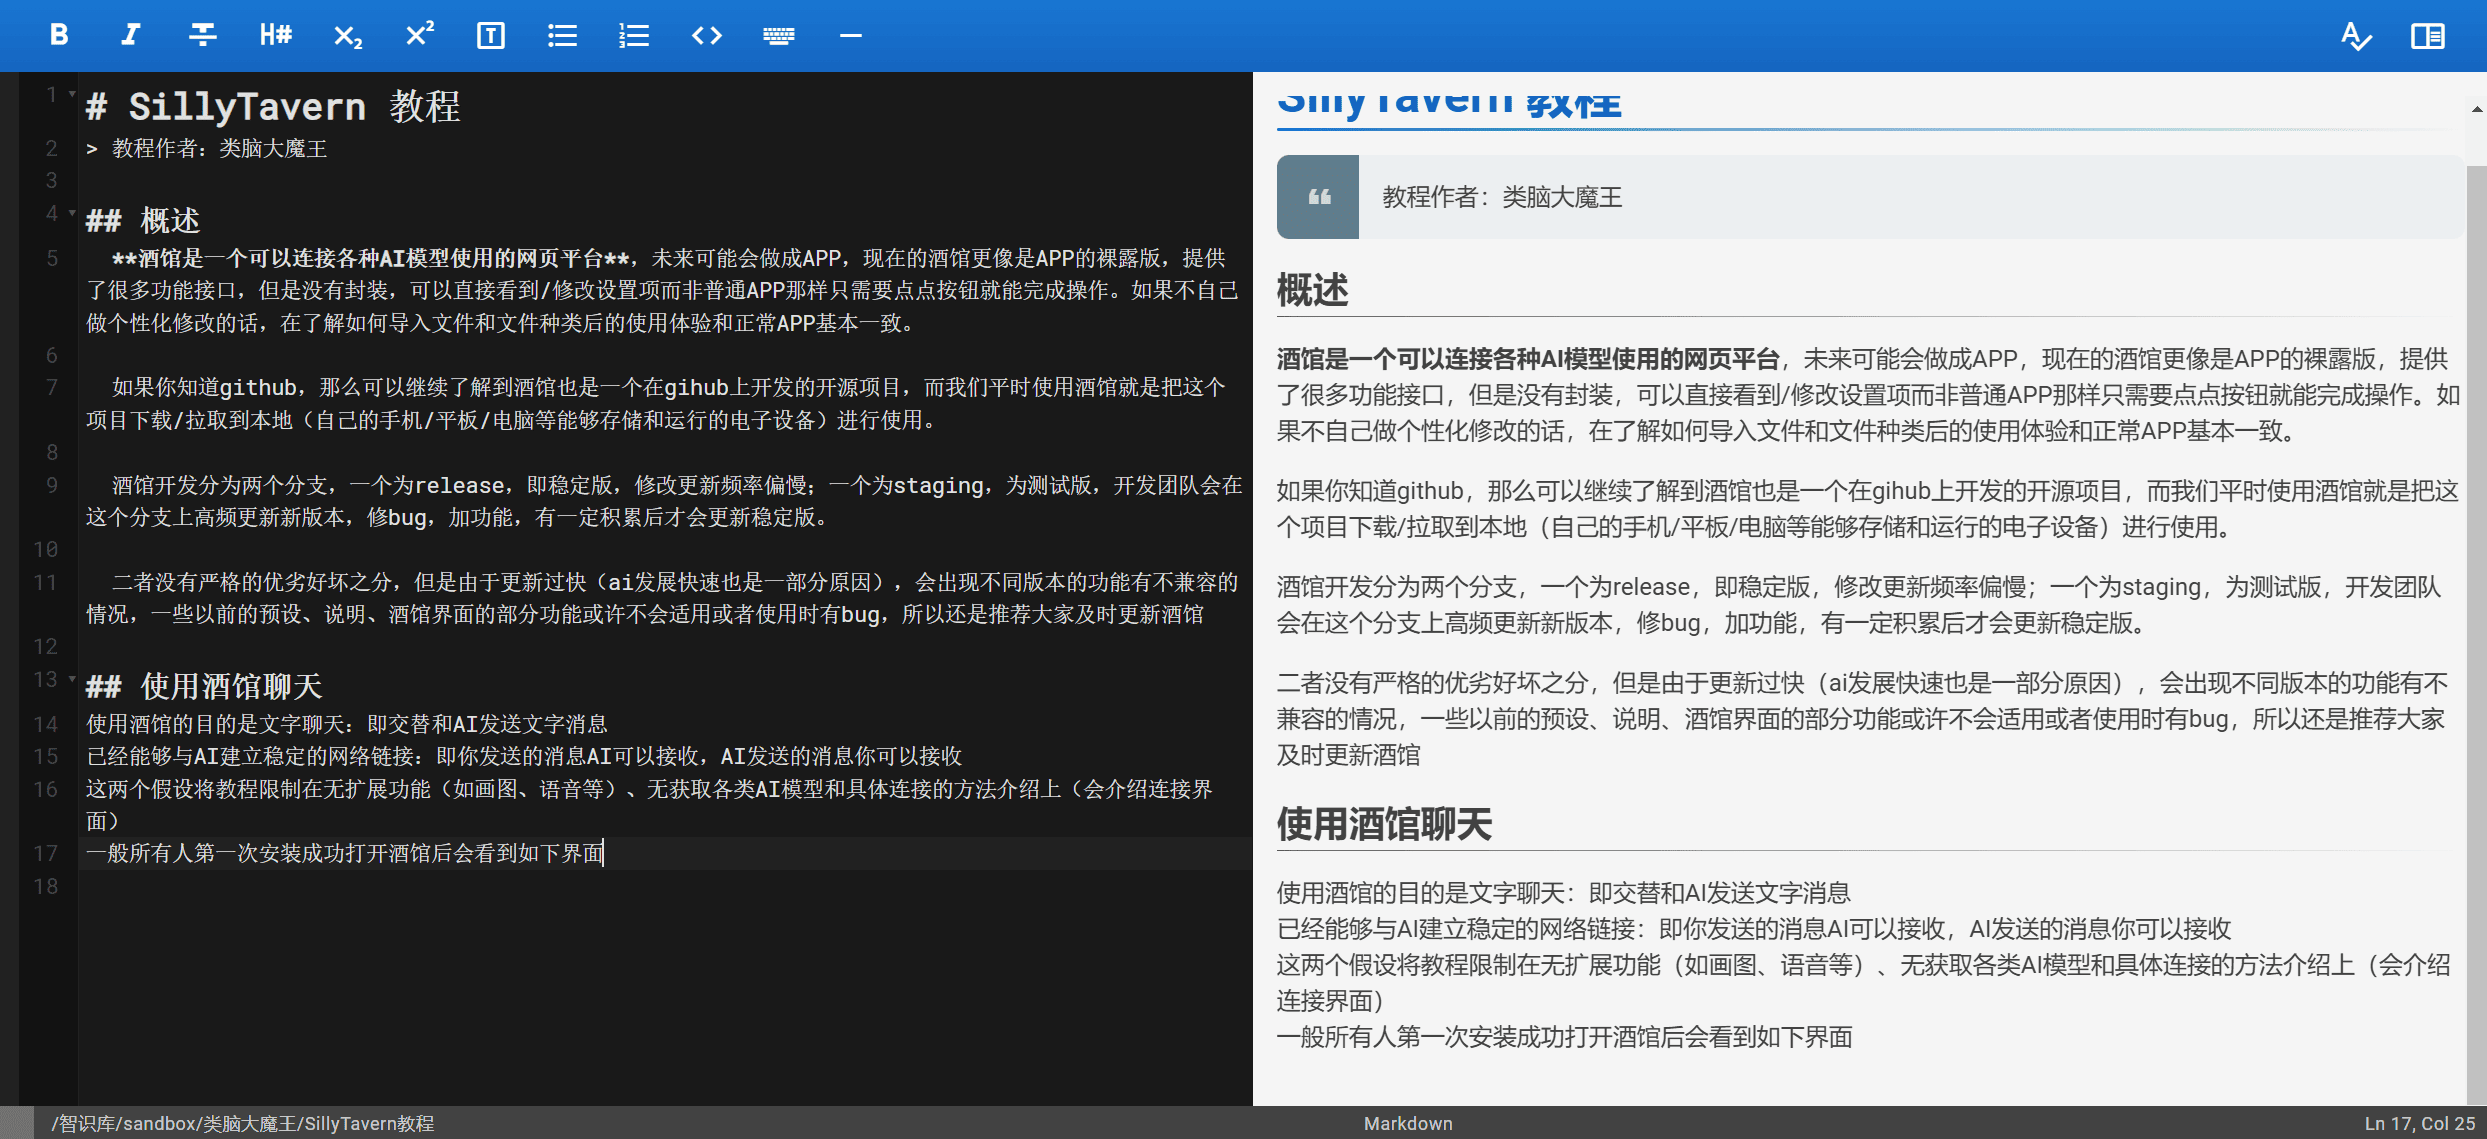 B I T H# X₂ X² T <>
1 # SillyTavern 教程
2 > 教程作者：类脑大魔王
3
4 ## 概述
5 **酒馆是一个可以连接各种AI模型使用的网页平台**，未来可能会做成APP，现在的酒馆更像是APP的裸露版，提供
了很多功能接口，但是没有封装，可以直接看到/修改设置项而非普通APP那样只需要点点按钮就能完成操作。如果不自己
做个性化修改的话，在了解如何导入文件和文件种类后的使用体验和正常APP基本一致。
6
7 如果你知道github，那么可以继续了解到酒馆也是一个在gihub上开发的开源项目，而我们平时使用酒馆就是把这个
项目下载/拉取到本地（自己的手机/平板/电脑等能够存储和运行的电子设备）进行使用。
8
9 酒馆开发分为两个分支，一个为release，即稳定版，修改更新频率偏慢；一个为staging，为测试版，开发团队会在
这个分支上高频更新新版本，修bug，加功能，有一定积累后才会更新稳定版。
10
11 二者没有严格的优劣好坏之分，但是由于更新过快（ai发展快速也是一部分原因），会出现不同版本的功能有不兼容的
情况，一些以前的预设、说明、酒馆界面的部分功能或许不会适用或者使用时有bug，所以还是推荐大家及时更新酒馆
12
13 ## 使用酒馆聊天
14 使用酒馆的目的是文字聊天：即交替和AI发送文字消息
15 已经能够与AI建立稳定的网络链接：即你发送的消息AI可以接收，AI发送的消息你可以接收
16 这两个假设将教程限制在无扩展功能（如画图、语音等）、无获取各类AI模型和具体连接的方法介绍上（会介绍连接界
面）
17 一般所有人第一次安装成功打开酒馆后会看到如下界面
18
SillyTavern 教程
教程作者：类脑大魔王
概述
酒馆是一个可以连接各种AI模型使用的网页平台，未来可能会做成APP，现在的酒馆更像是APP的裸露版，提供
了很多功能接口，但是没有封装，可以直接看到/修改设置项而非普通APP那样只需要点点按钮就能完成操作。如
果不自己做个性化修改的话，在了解如何导入文件和文件种类后的使用体验和正常APP基本一致。
如果你知道github，那么可以继续了解到酒馆也是一个在gihub上开发的开源项目，而我们平时使用酒馆就是把这
个项目下载/拉取到本地（自己的手机/平板/电脑等能够存储和运行的电子设备）进行使用。
酒馆开发分为两个分支，一个为release，即稳定版，修改更新频率偏慢；一个为staging，为测试版，开发团队
会在这个分支上高频更新新版本，修bug，加功能，有一定积累后才会更新稳定版。
二者没有严格的优劣好坏之分，但是由于更新过快（ai发展快速也是一部分原因），会出现不同版本的功能有不
兼容的情况，一些以前的预设、说明、酒馆界面的部分功能或许不会适用或者使用时有bug，所以还是推荐大家
及时更新酒馆
使用酒馆聊天
使用酒馆的目的是文字聊天：即交替和AI发送文字消息
已经能够与AI建立稳定的网络链接：即你发送的消息AI可以接收，AI发送的消息你可以接收
这两个假设将教程限制在无扩展功能（如画图、语音等）、无获取各类AI模型和具体连接的方法介绍上（会介绍
连接界面）
一般所有人第一次安装成功打开酒馆后会看到如下界面
/智识库/sandbox/类脑大魔王/SillyTavern教程
Markdown
Ln 17, Col 25